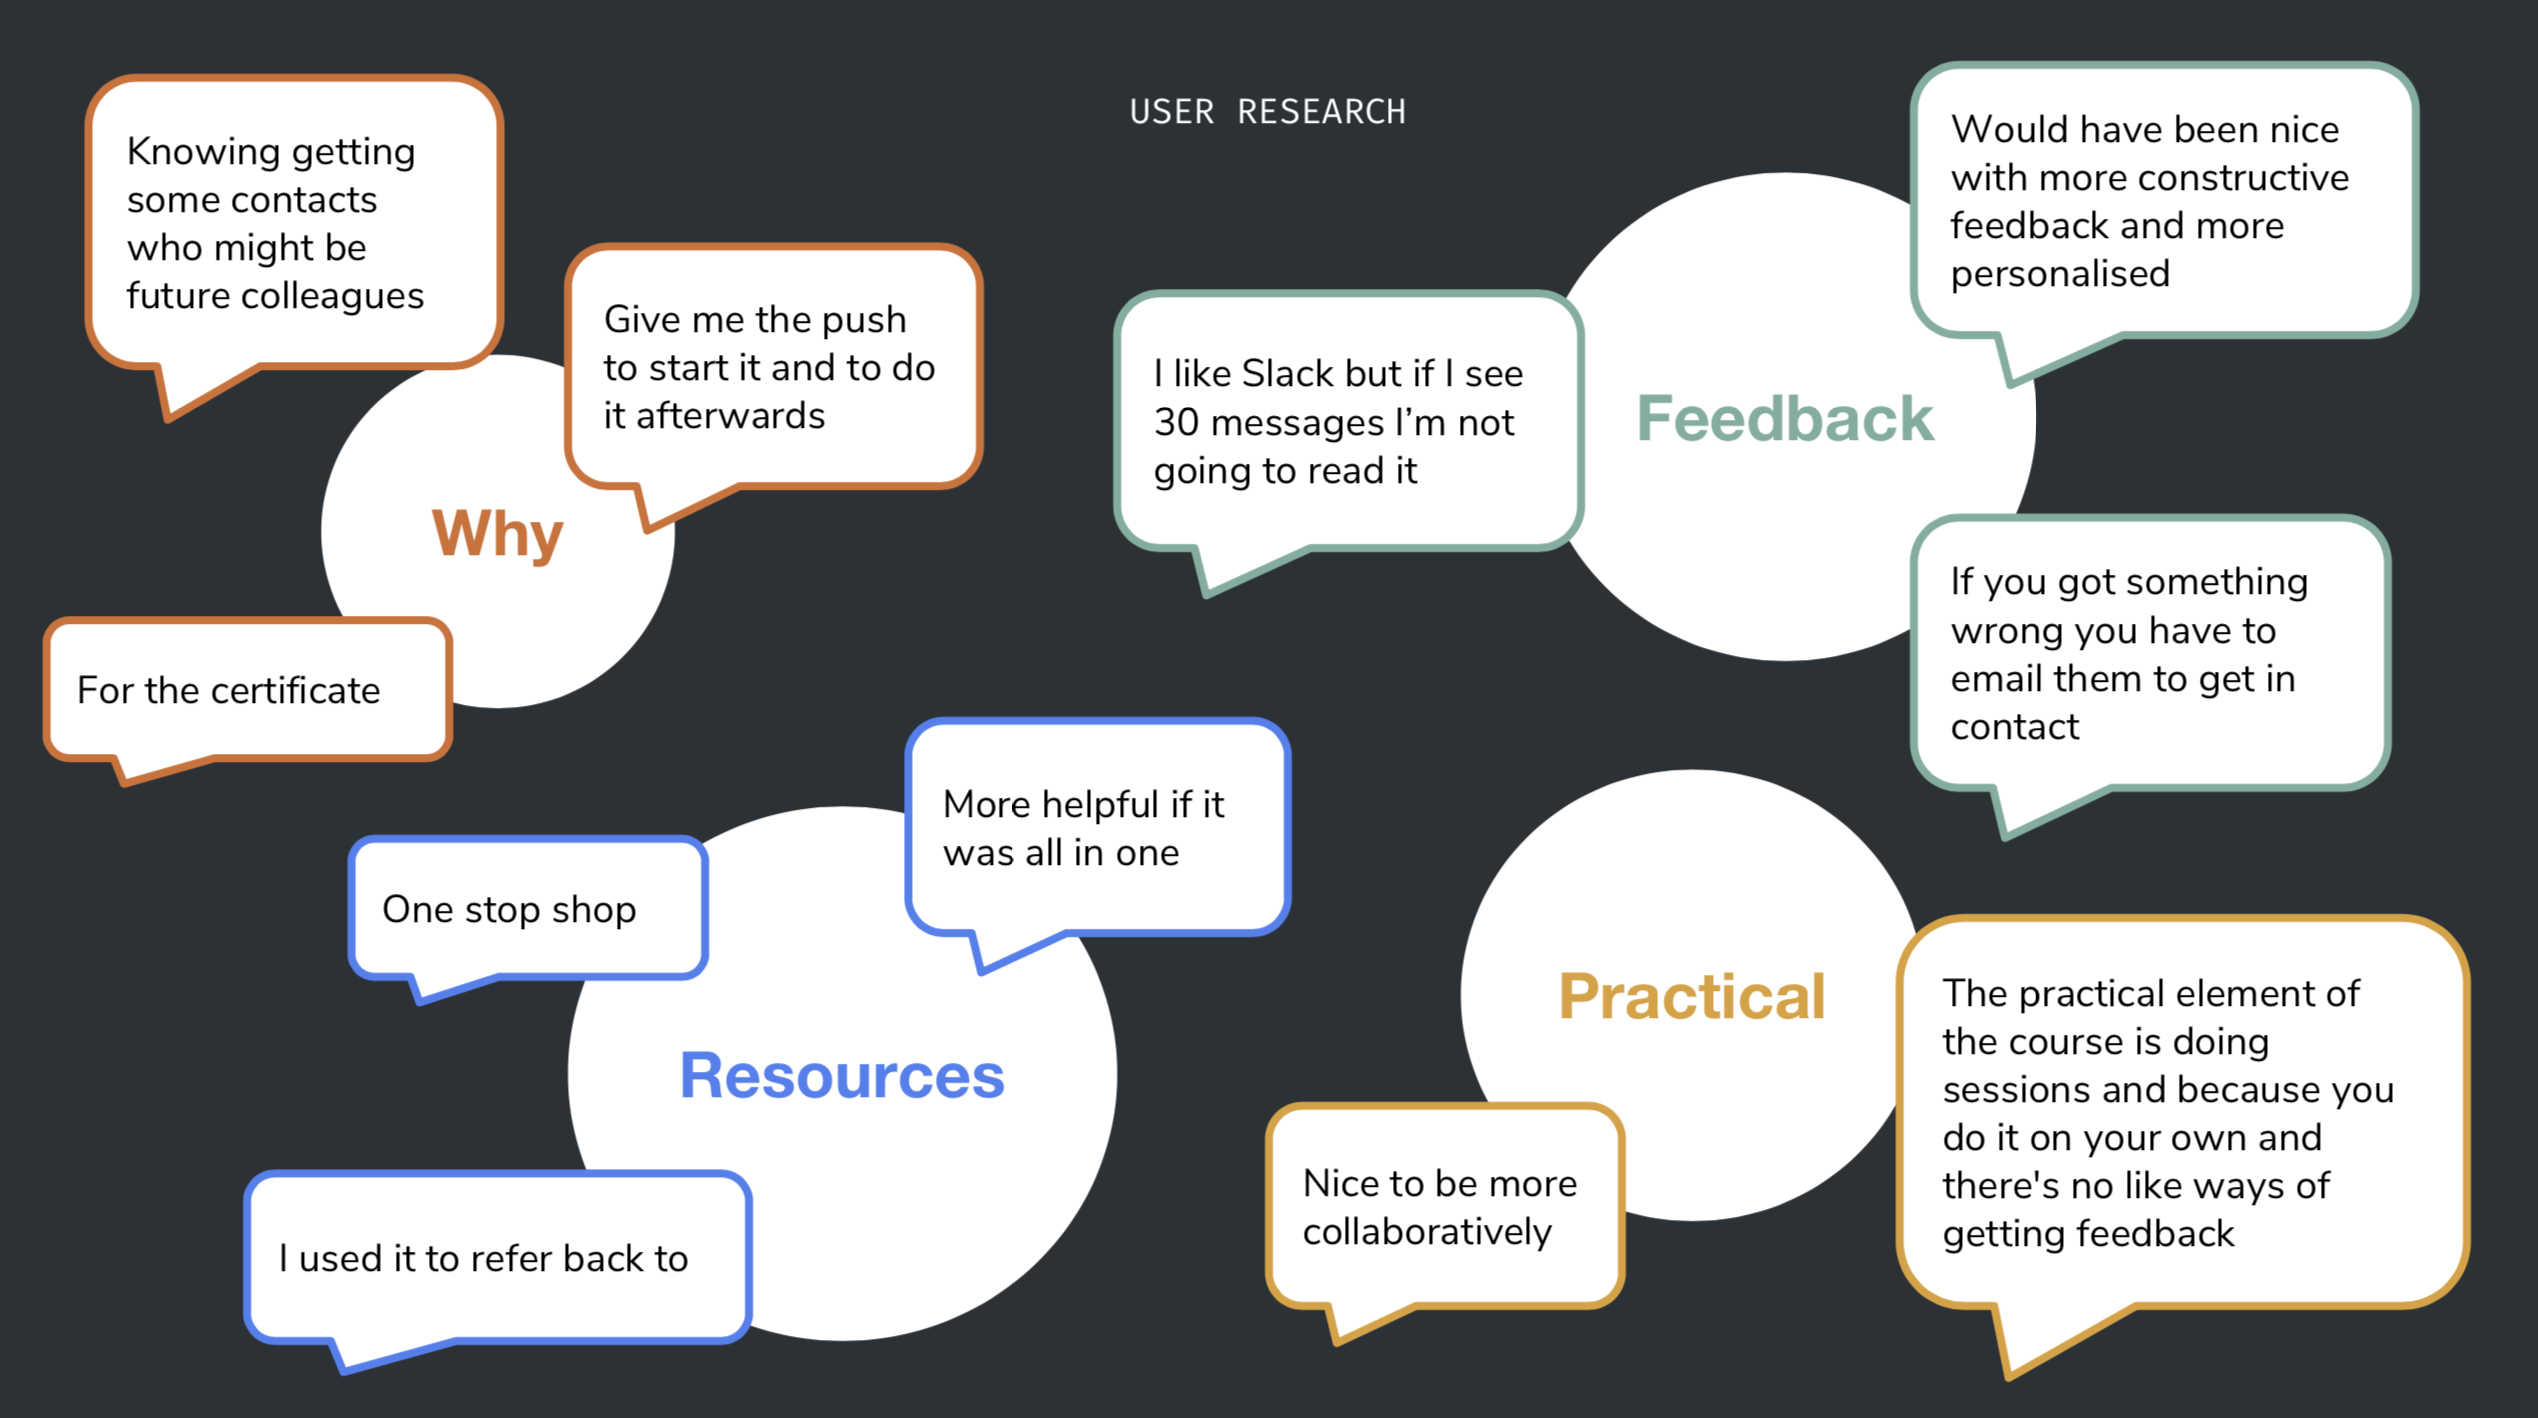 USER RESEARCH
Knowing getting
some contacts
who might be
future colleagues
Give me the push
to start it and to do
it afterwards
Why
For the certificate
Would have been nice
with more constructive
feedback and more
personalised
I like Slack but if I see
30 messages I’m not
going to read it
Feedback
If you got something
wrong you have to
email them to get in
contact
More helpful if it
was all in one
One stop shop
Resources
I used it to refer back to
Practical
The practical element of
the course is doing
sessions and because you
do it on your own and
there's no like ways of
getting feedback
Nice to be more
collaboratively